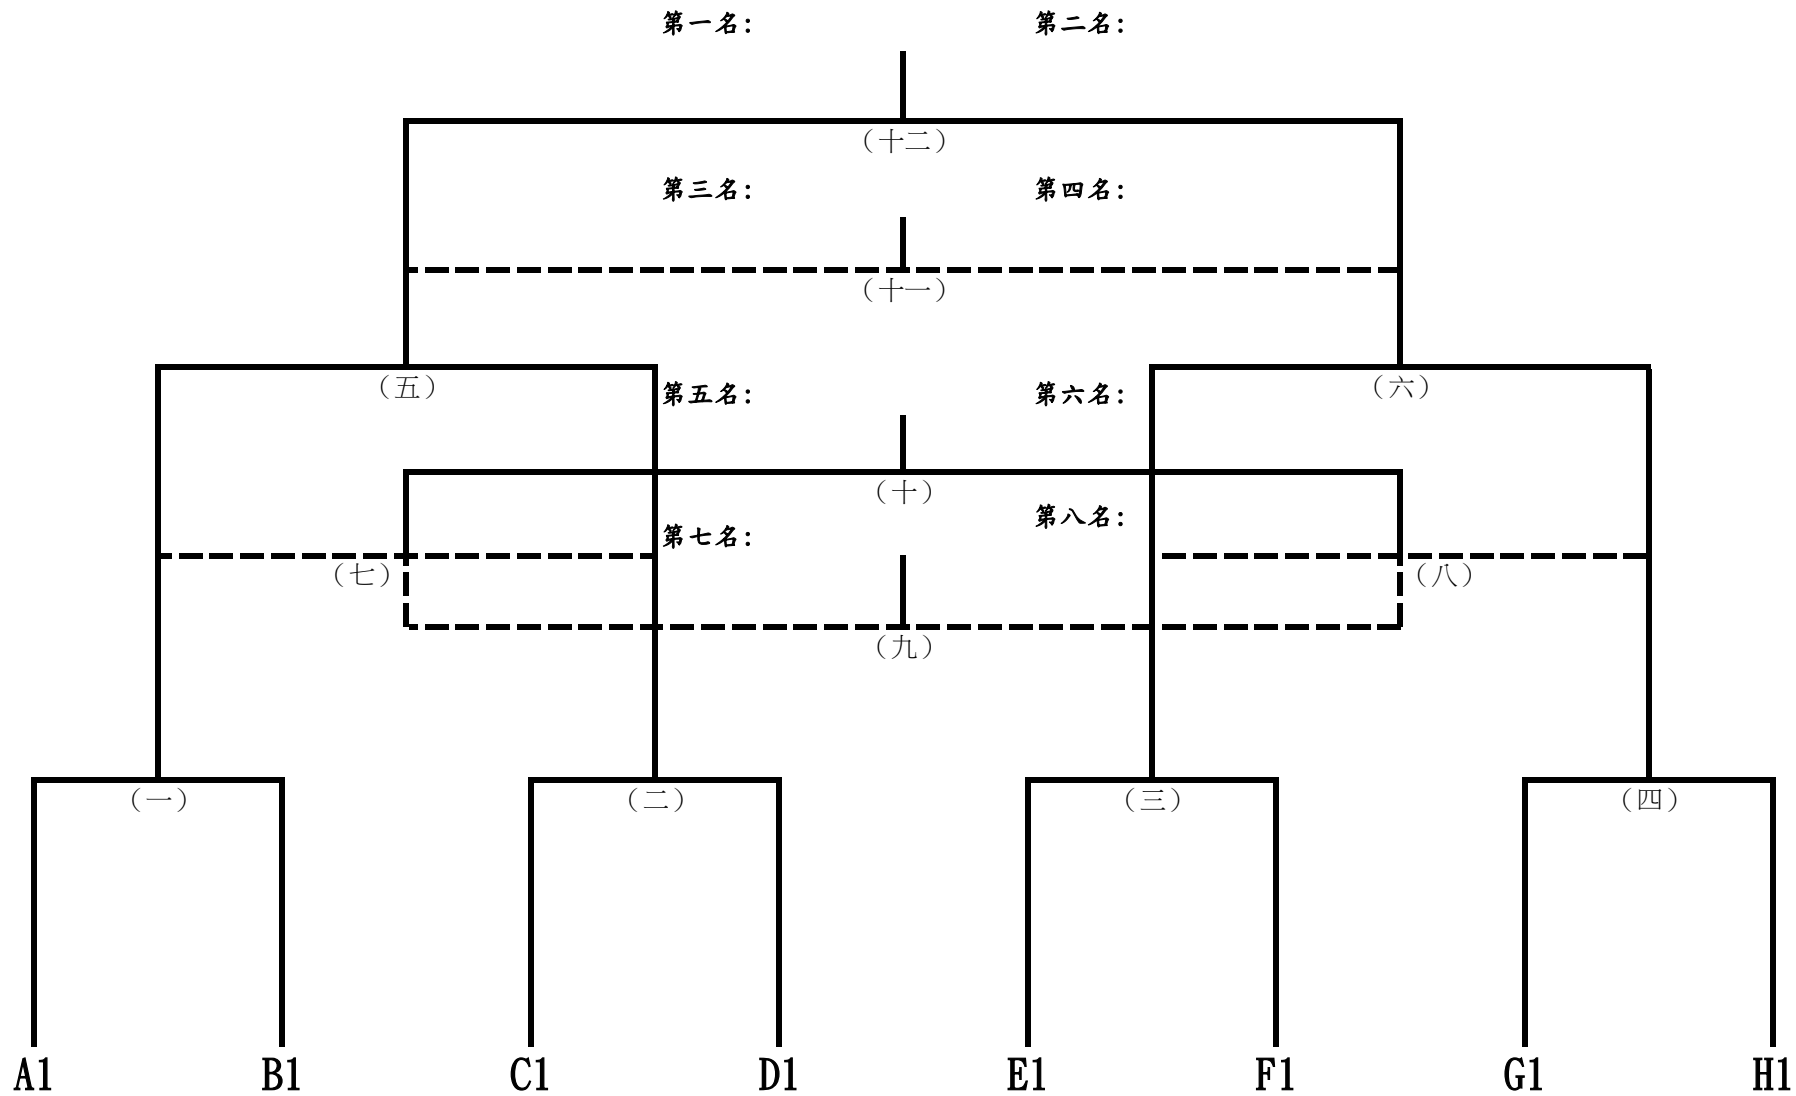 第一名： 第二名：
（十二）
第三名： 第四名：
（十一）
（五） （六）
第五名： 第六名：
（十）
第八名：
第七名：
（七） （八）
（九）
（一） （二） （三） （四）
A1 B1 C1 D1 E1 F1 G1 H1